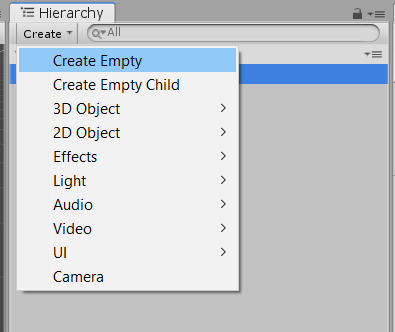 Hierarchy
Create All
Create Empty
Create Empty Child
3D Object
2D Object
Effects
Light
Audio
Video
UI
Camera